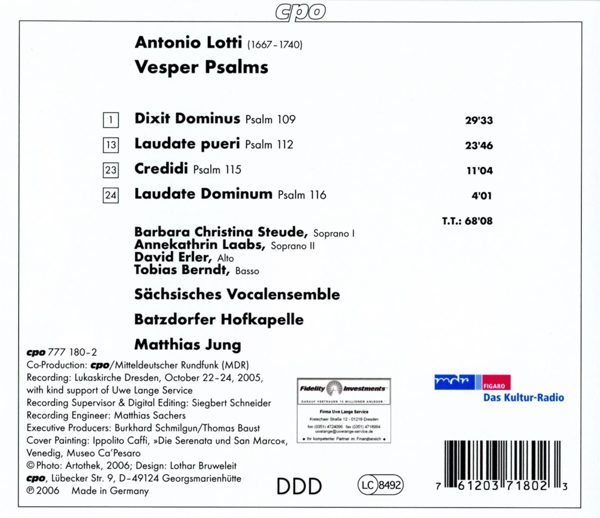 cpo
Antonio Lotti (1667–1740)
Vesper Psalms
1 Dixit Dominus Psalm 109 29'33
13 Laudate pueri Psalm 112 23'46
23 Credidi Psalm 115 11'04
24 Laudate Dominum Psalm 116 4'01
T.T.: 68'08
Barbara Christina Steude, Soprano I
Annekathrin Laabs, Soprano II
David Erler, Alto
Tobias Berndt, Basso
Sächsisches Vocalensemble
Batzdorfer Hofkapelle
Matthias Jung
cpo 777 180–2
Co-Production: cpo/Mitteldeutscher Rundfunk (MDR)
Recording: Lukaskirche Dresden, October 22–24, 2005,
with kind support of Uwe Lange Service
Recording Supervisor & Digital Editing: Siegbert Schneider
Recording Engineer: Matthias Sachers
Executive Producers: Burkhard Schmilgun/Thomas Baust
Cover Painting: Ippolito Caffi, »Die Serenata und San Marco«,
Venedig, Museo Ca'Pesaro
© Photo: Artothek, 2006; Design: Lothar Bruweleit
cpo, Lübecker Str. 9, D–49124 Georgsmarienhütte
℗ 2006 Made in Germany
Fidelity Investments
Firma Uwe Lange Service
mdr FIGARO
Das Kultur-Radio
DDD
LC 8492
7 61203 71802 3